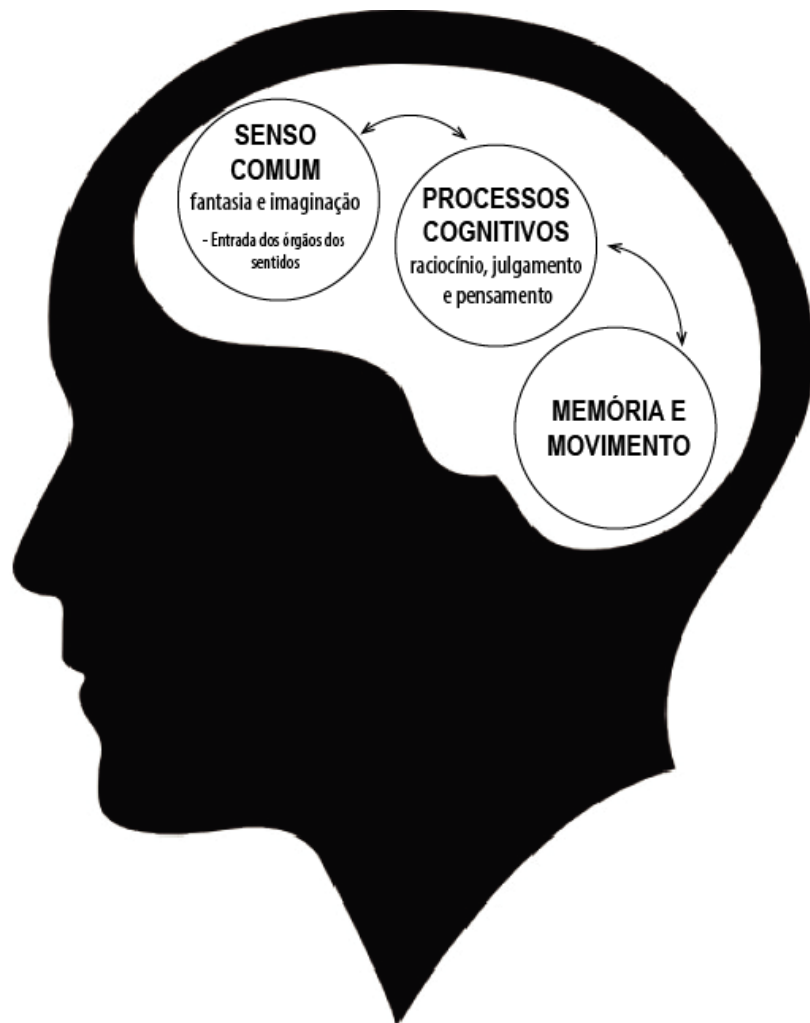 SENSO
COMUM
fantasia e imaginação
- Entrada dos órgãos dos
sentidos
PROCESSOS
COGNITIVOS
raciocínio, julgamento
e pensamento
MEMÓRIA E
MOVIMENTO